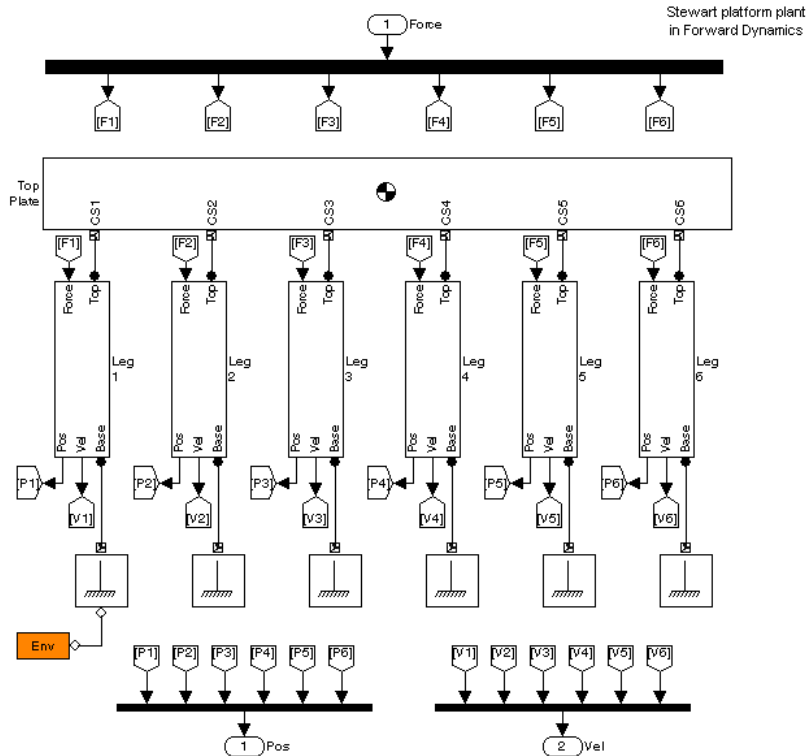 Stewart platform plant
in Forward Dynamics
1 Force
[F1] [F2] [F3] [F4] [F5] [F6]
Top
Plate
CS1 CS2 CS3 CS4 CS5 CS6
[F1] [F2] [F3] [F4] [F5] [F6]
Force Top Force Top Force Top Force Top Force Top Force Top
Leg
1
Leg
2
Leg
3
Leg
4
Leg
5
Leg
6
Pos Vel Base Pos Vel Base Pos Vel Base Pos Vel Base Pos Vel Base Pos Vel Base
[P1] [P2] [P3] [P4] [P5] [P6]
[V1] [V2] [V3] [V4] [V5] [V6]
Env
[P1] [P2] [P3] [P4] [P5] [P6] [V1] [V2] [V3] [V4] [V5] [V6]
1 Pos 2 Vel